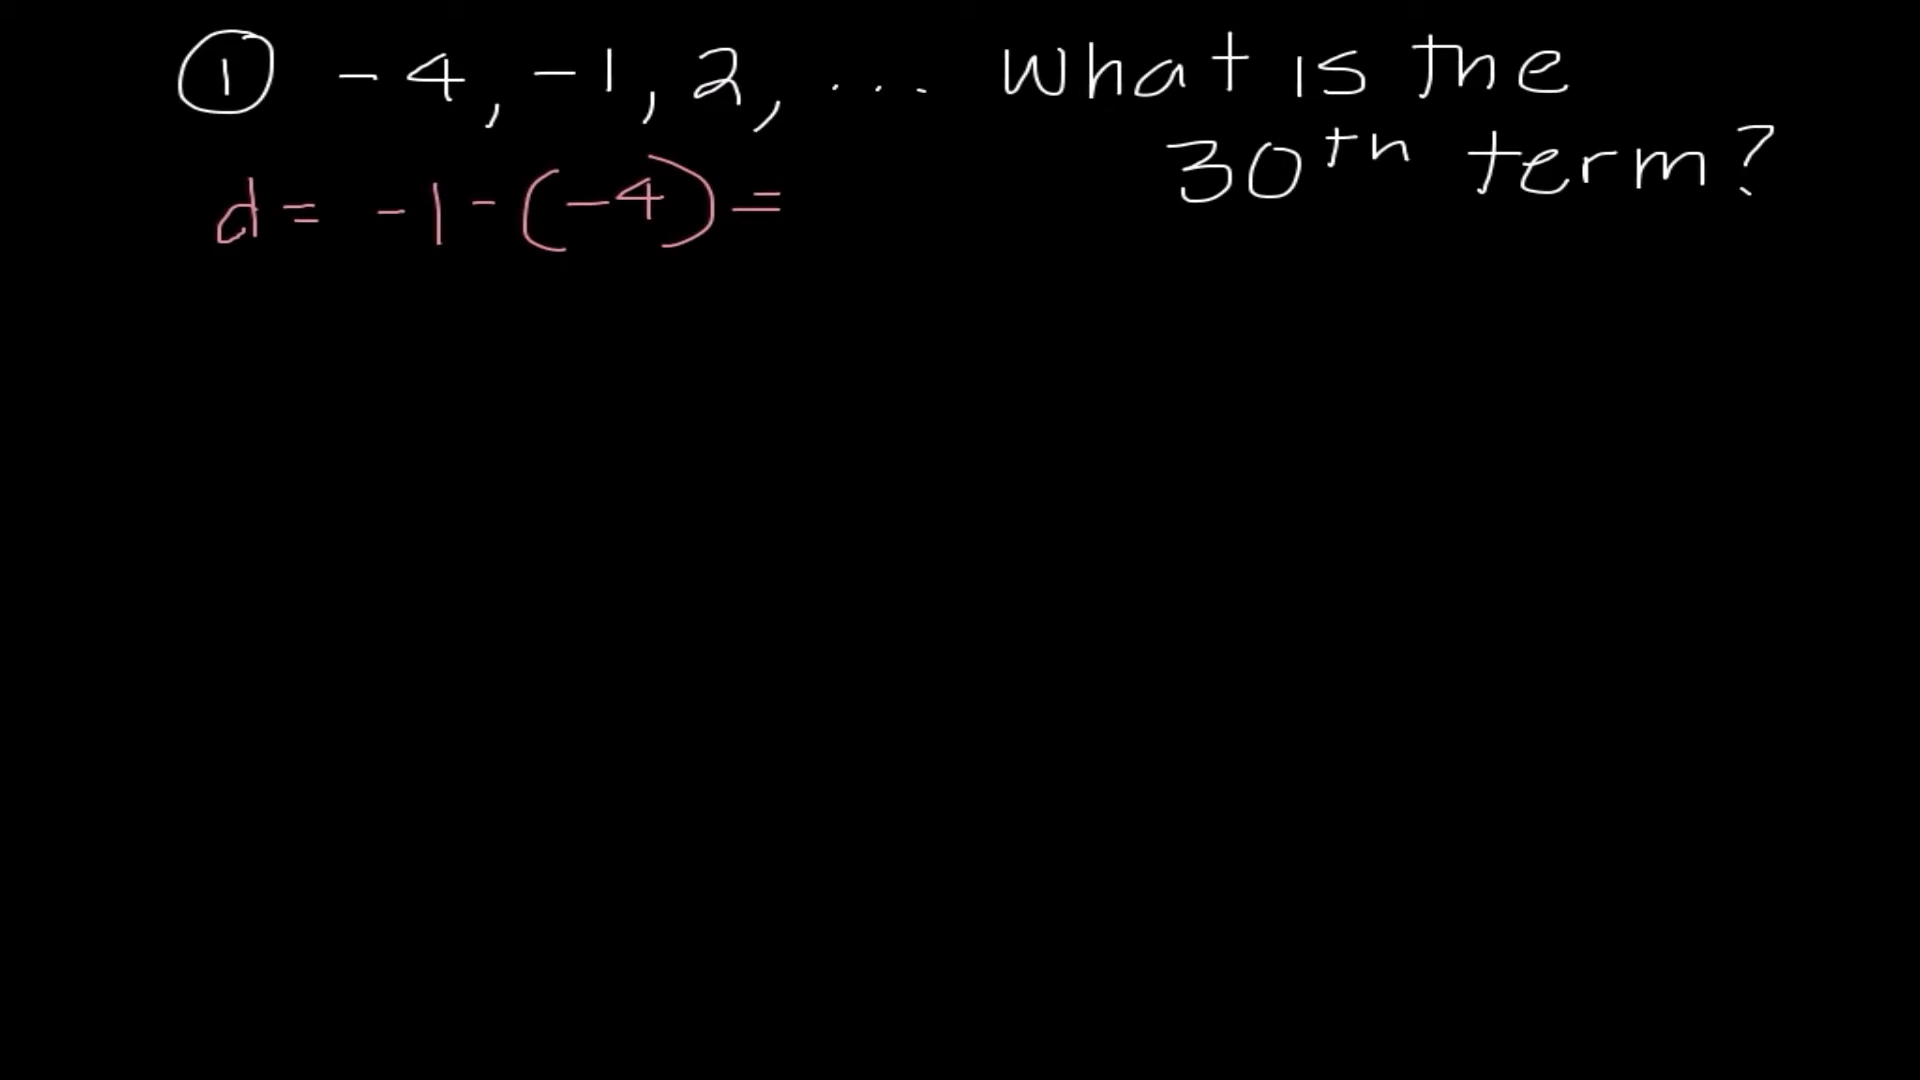 ① -4, -1, 2, ... What is the
30th term?
d = -1 - (-4) =